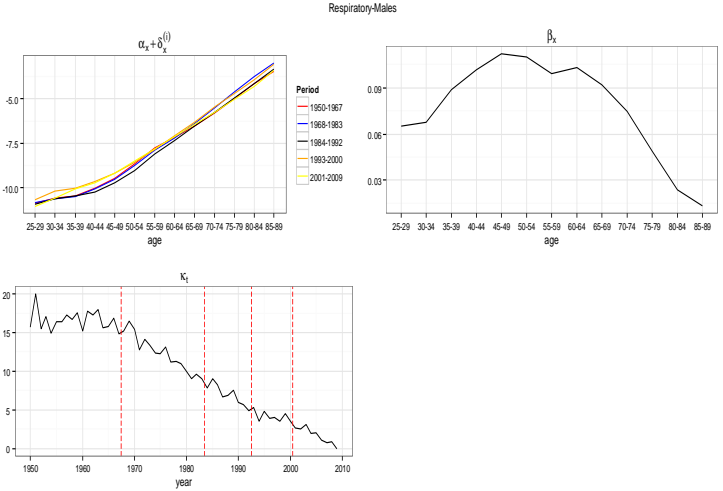 Respiratory-Males
αx+δx(i)
-5.0
-7.5
-10.0
25-29 30-34 35-39 40-44 45-49 50-54 55-59 60-64 65-69 70-74 75-79 80-84 85-89
age
Period
1950-1967
1968-1983
1984-1992
1993-2000
2001-2009
βx
0.09
0.06
0.03
25-29 30-34 35-39 40-44 45-49 50-54 55-59 60-64 65-69 70-74 75-79 80-84 85-89
age
κt
20
15
10
5
0
1950 1960 1970 1980 1990 2000 2010
year